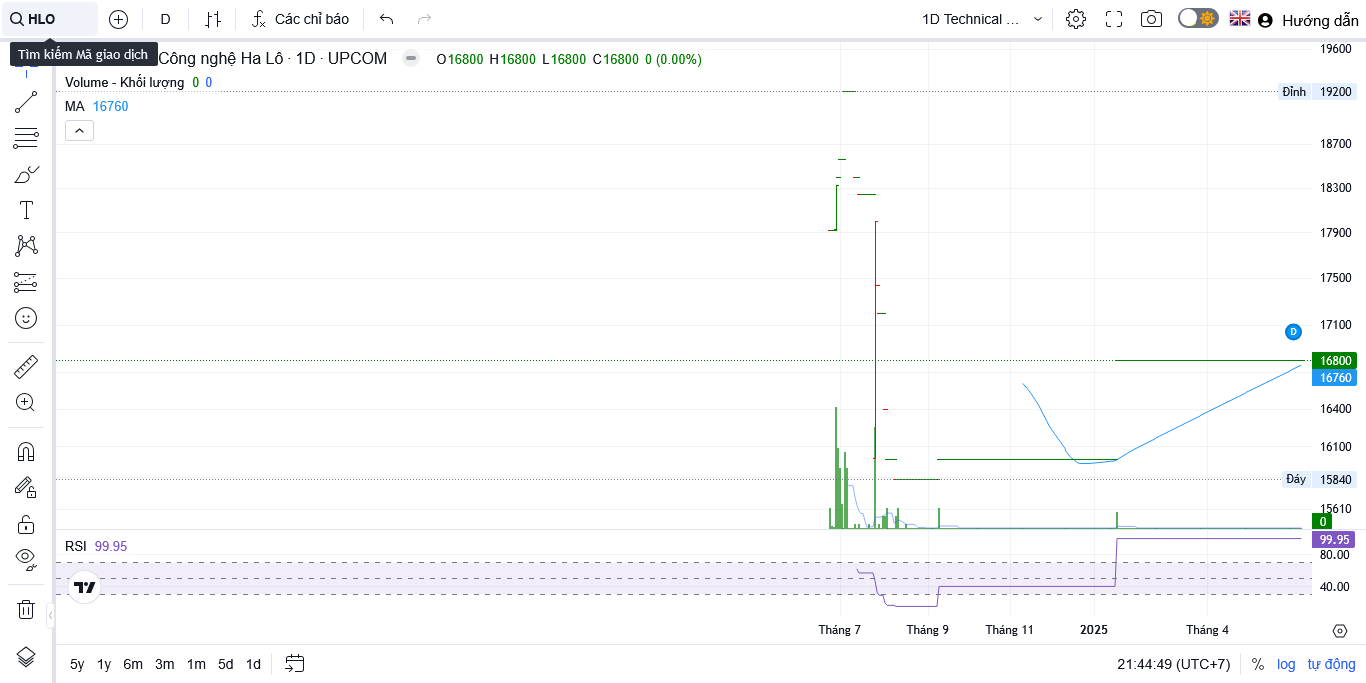 HLO
D
Các chỉ báo
1D Technical ...
Hướng dẫn
Tìm kiếm Mã giao dịch
Công nghệ Ha Lô · 1D · UPCOM
O16800 H16800 L16800 C16800 0 (0.00%)
Volume - Khối lượng 0 0
MA 16760
19600
Đỉnh 19200
18700
18300
17900
17500
17100
D
16800
16760
16400
16100
Đáy 15840
15610
0
RSI 99.95
99.95
80.00
40.00
Tháng 7
Tháng 9
Tháng 11
2025
Tháng 4
5y 1y 6m 3m 1m 5d 1d
21:44:49 (UTC+7)
% log tự động